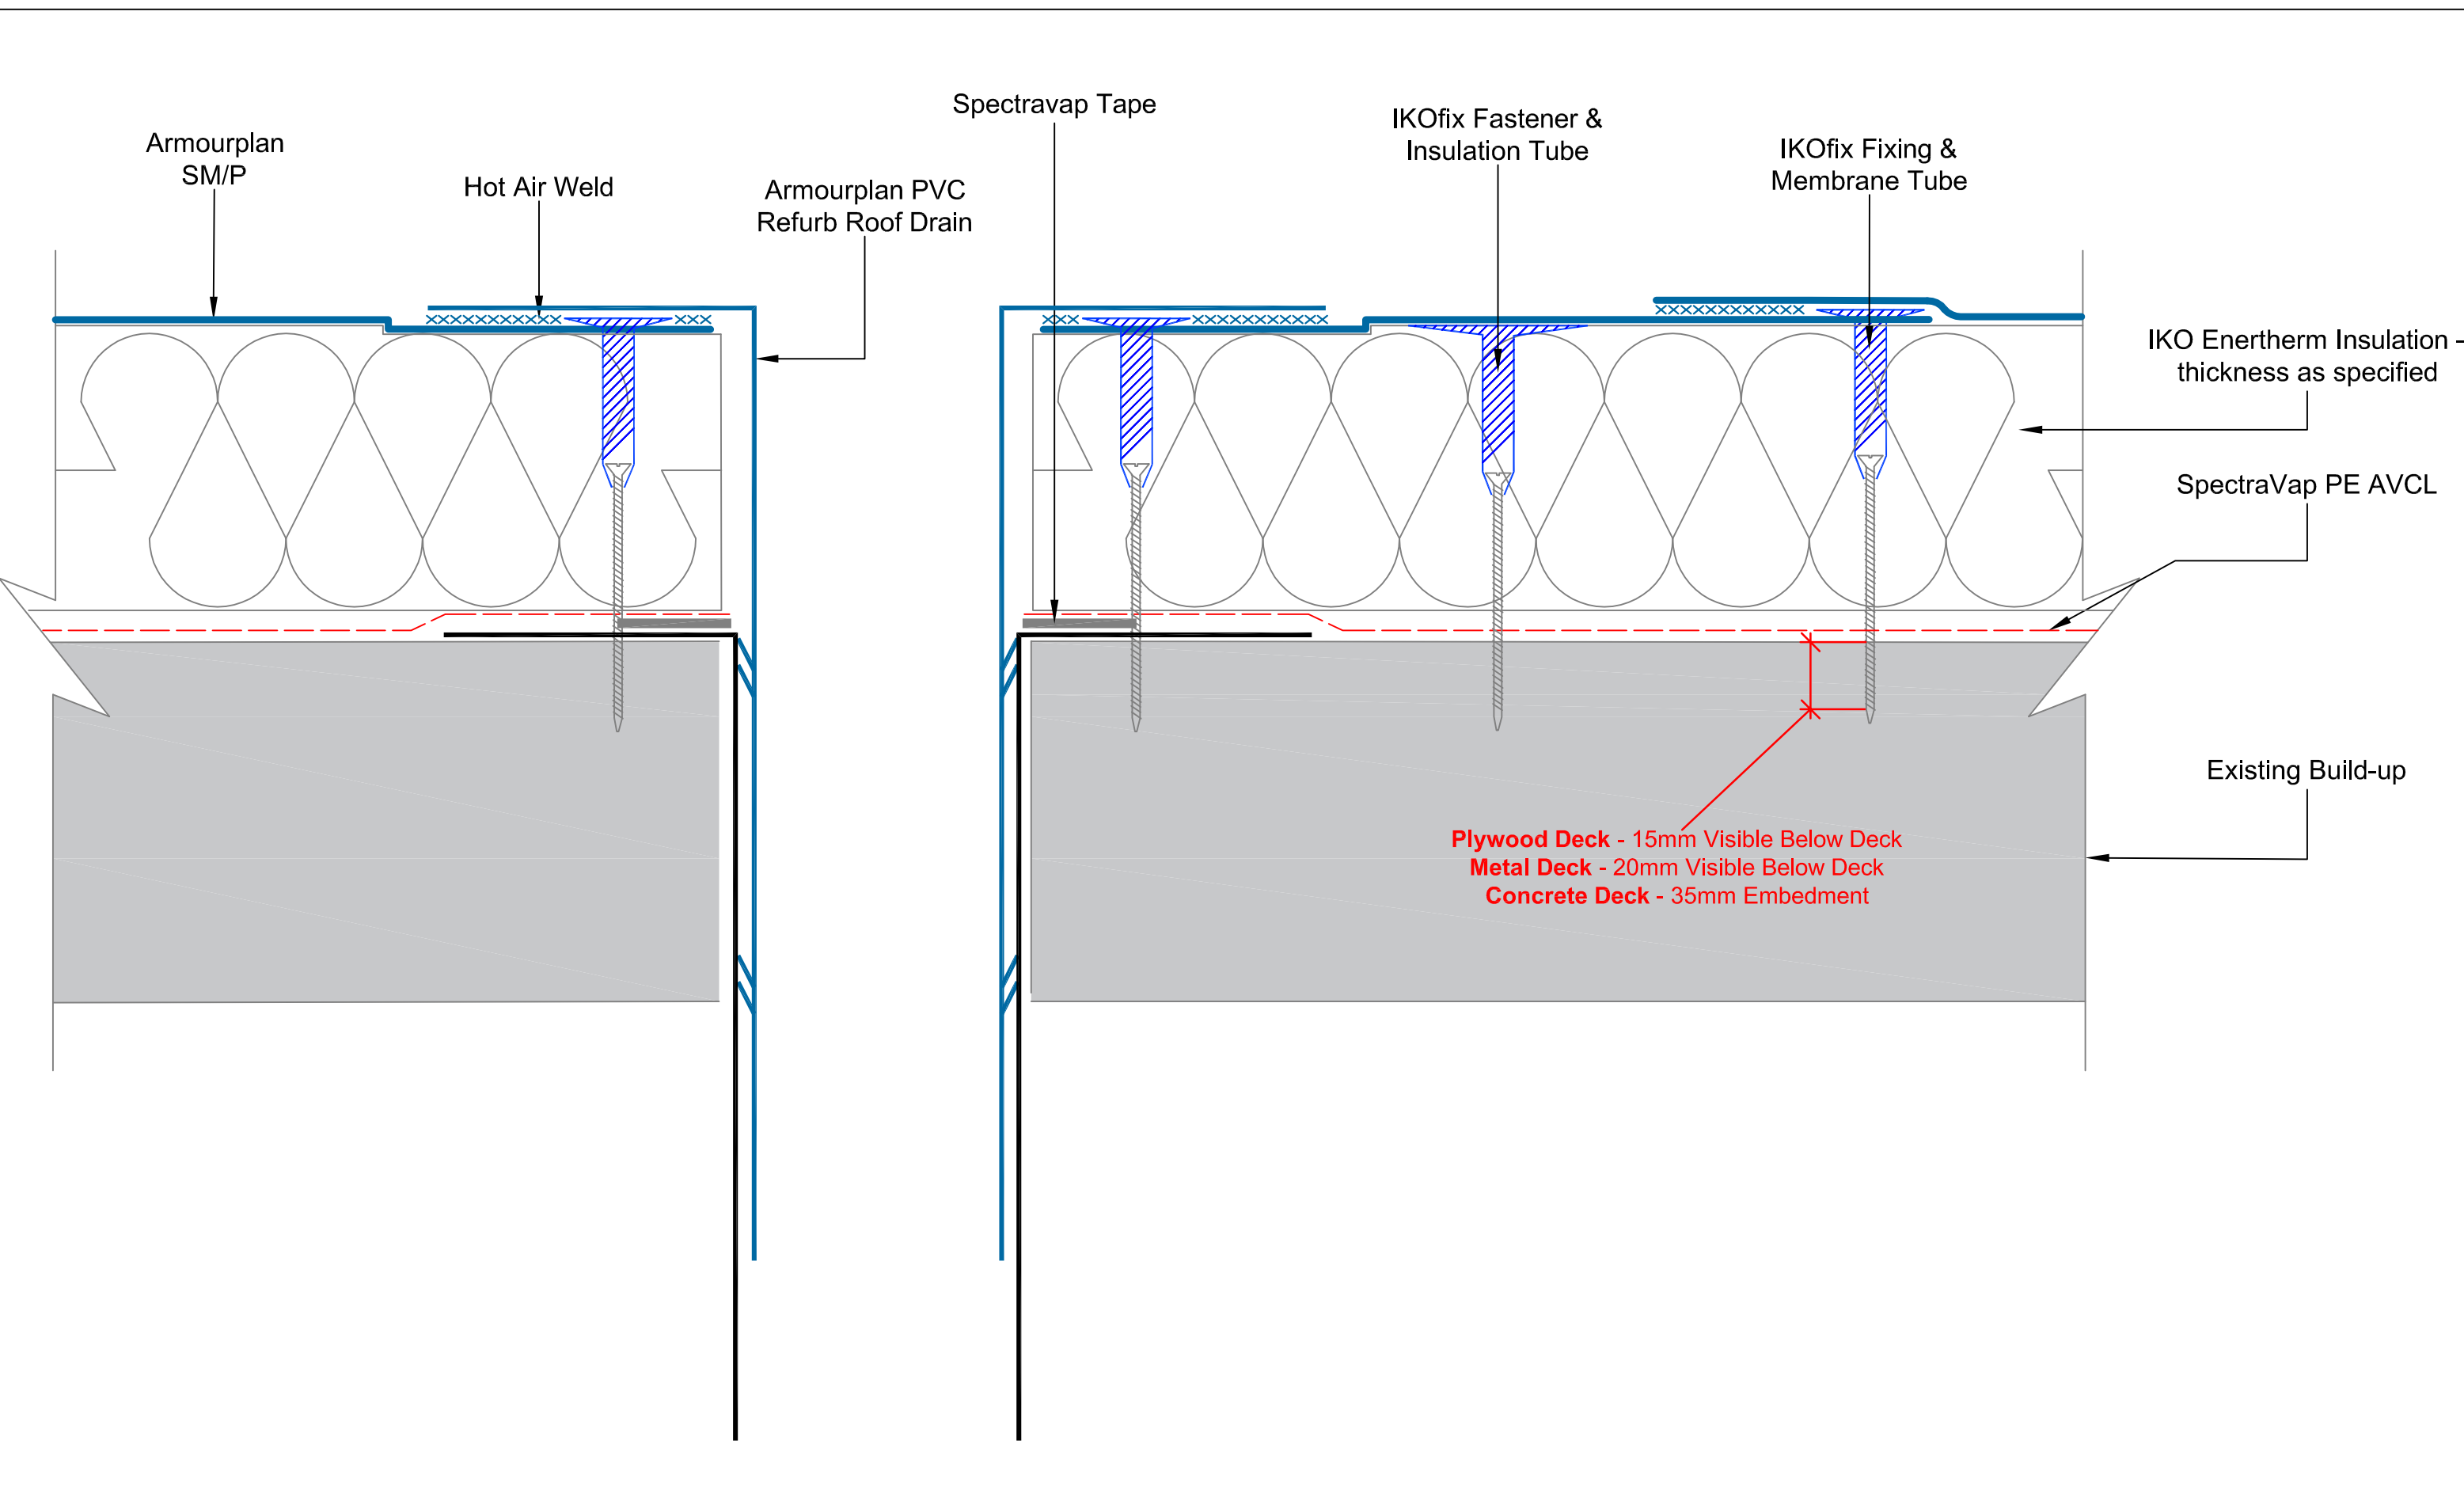 Armourplan
SM/P
Hot Air Weld
Armourplan PVC
Refurb Roof Drain
Spectravap Tape
IKOfix Fastener &
Insulation Tube
IKOfix Fixing &
Membrane Tube
IKO Enertherm Insulation -
thickness as specified
SpectraVap PE AVCL
Existing Build-up
Plywood Deck - 15mm Visible Below Deck
Metal Deck - 20mm Visible Below Deck
Concrete Deck - 35mm Embedment